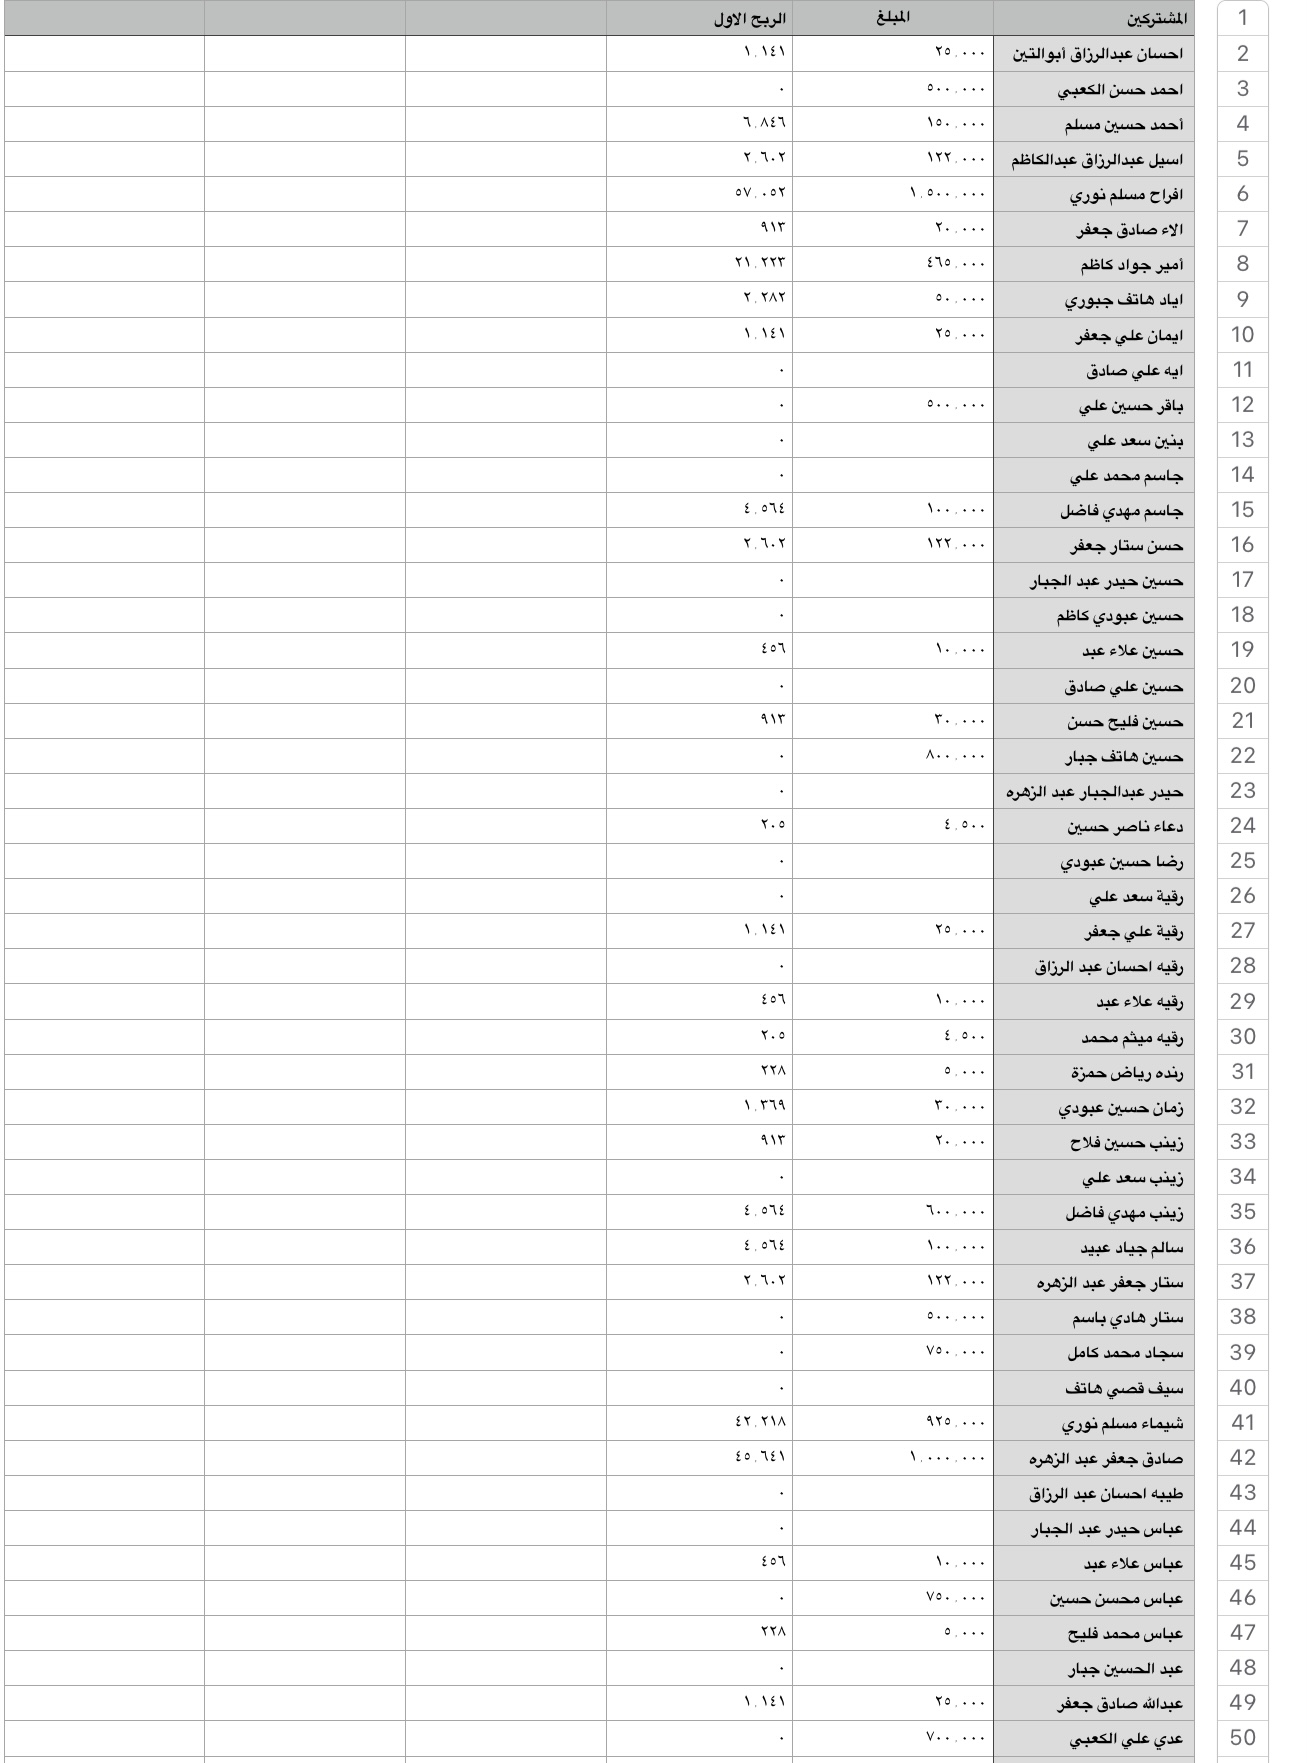 1 المشتركين المبلغ الربح الاول
2 احسان عبدالرزاق أبوالتين ٢٥,٠٠٠ ١,١٤١
3 احمد حسن الكعبي ٥٠٠,٠٠٠ ٠
4 أحمد حسين مسلم ١٥٠,٠٠٠ ٦,٨٤٦
5 اسيل عبدالرزاق عبدالكاظم ١٢٢,٠٠٠ ٢,٦٠٢
6 افراح مسلم نوري ١,٥٠٠,٠٠٠ ٥٧,٠٥٢
7 الاء صادق جعفر ٢٠,٠٠٠ ٩١٣
8 أمير جواد كاظم ٤٦٥,٠٠٠ ٢١,٢٢٣
9 اياد هاتف جبوري ٥٠,٠٠٠ ٢,٢٨٢
10 ايمان علي جعفر ٢٥,٠٠٠ ١,١٤١
11 ايه علي صادق ٠
12 باقر حسين علي ٥٠٠,٠٠٠ ٠
13 بنين سعد علي ٠
14 جاسم محمد علي ٠
15 جاسم مهدي فاضل ١٠٠,٠٠٠ ٤,٥٦٤
16 حسن ستار جعفر ١٢٢,٠٠٠ ٢,٦٠٢
17 حسين حيدر عبد الجبار ٠
18 حسين عبودي كاظم ٠
19 حسين علاء عبد ١٠,٠٠٠ ٤٥٦
20 حسين علي صادق ٠
21 حسين فليح حسن ٣٠,٠٠٠ ٩١٣
22 حسين هاتف جبار ٨٠٠,٠٠٠ ٠
23 حيدر عبدالجبار عبد الزهره ٠
24 دعاء ناصر حسين ٤,٥٠٠ ٢٠٥
25 رضا حسين عبودي ٠
26 رقية سعد علي ٠
27 رقية علي جعفر ٢٥,٠٠٠ ١,١٤١
28 رقيه احسان عبد الرزاق ٠
29 رقيه علاء عبد ١٠,٠٠٠ ٤٥٦
30 رقيه ميثم محمد ٤,٥٠٠ ٢٠٥
31 رنده رياض حمزة ٥,٠٠٠ ٢٢٨
32 زمان حسين عبودي ٣٠,٠٠٠ ١,٣٦٩
33 زينب حسين فلاح ٢٠,٠٠٠ ٩١٣
34 زينب سعد علي ٠
35 زينب مهدي فاضل ٦٠٠,٠٠٠ ٤,٥٦٤
36 سالم جياد عبيد ١٠٠,٠٠٠ ٤,٥٦٤
37 ستار جعفر عبد الزهره ١٢٢,٠٠٠ ٢,٦٠٢
38 ستار هادي باسم ٥٠٠,٠٠٠ ٠
39 سجاد محمد كامل ٧٥٠,٠٠٠ ٠
40 سيف قصي هاتف ٠
41 شيماء مسلم نوري ٩٢٥,٠٠٠ ٤٢,٢١٨
42 صادق جعفر عبد الزهره ١,٠٠٠,٠٠٠ ٤٥,٦٤١
43 طيبه احسان عبد الرزاق ٠
44 عباس حيدر عبد الجبار ٠
45 عباس علاء عبد ١٠,٠٠٠ ٤٥٦
46 عباس محسن حسين ٧٥٠,٠٠٠ ٠
47 عباس محمد فليح ٥,٠٠٠ ٢٢٨
48 عبد الحسين جبار ٠
49 عبدالله صادق جعفر ٢٥,٠٠٠ ١,١٤١
50 عدي علي الكعبي ٧٠٠,٠٠٠ ٠